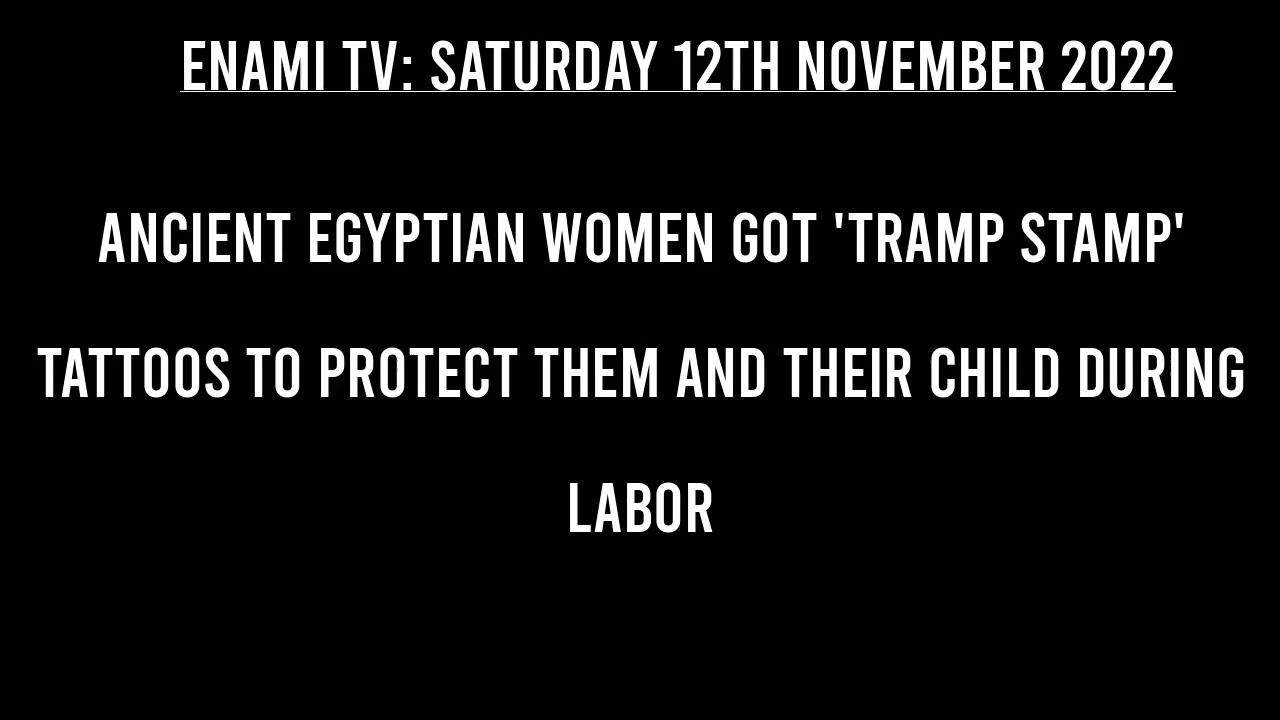 ENAMI TV: SATURDAY 12TH NOVEMBER 2022
ANCIENT EGYPTIAN WOMEN GOT 'TRAMP STAMP'
TATTOOS TO PROTECT THEM AND THEIR CHILD DURING
LABOR